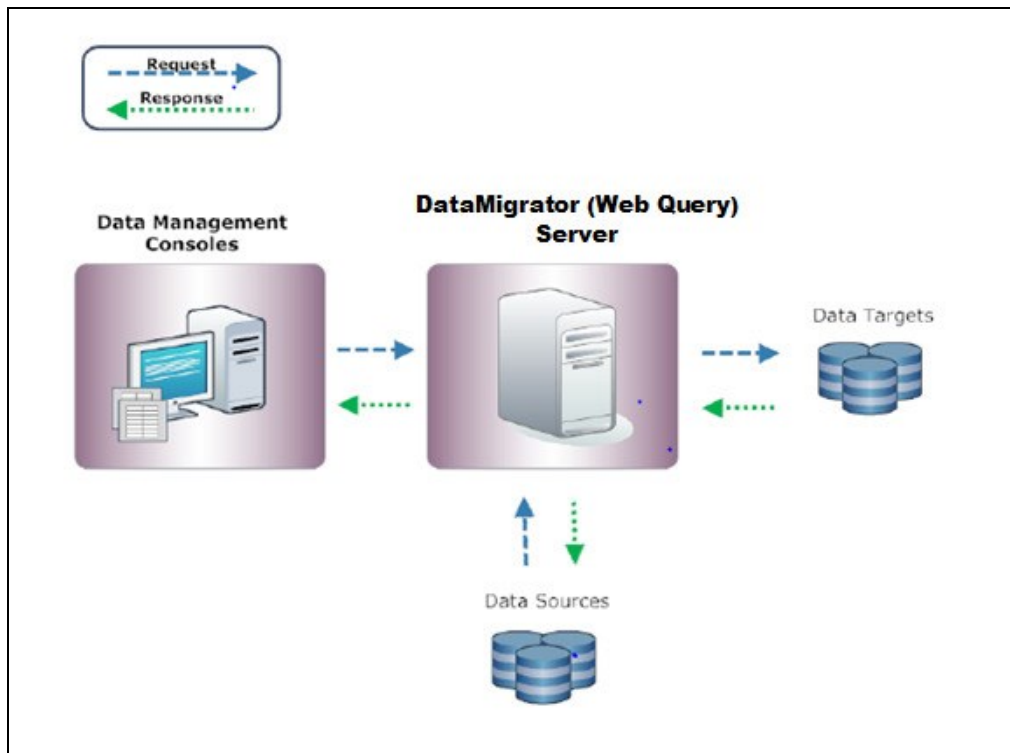 Request
Response
Data Management
Consoles
DataMigrator (Web Query)
Server
Data Targets
Data Sources